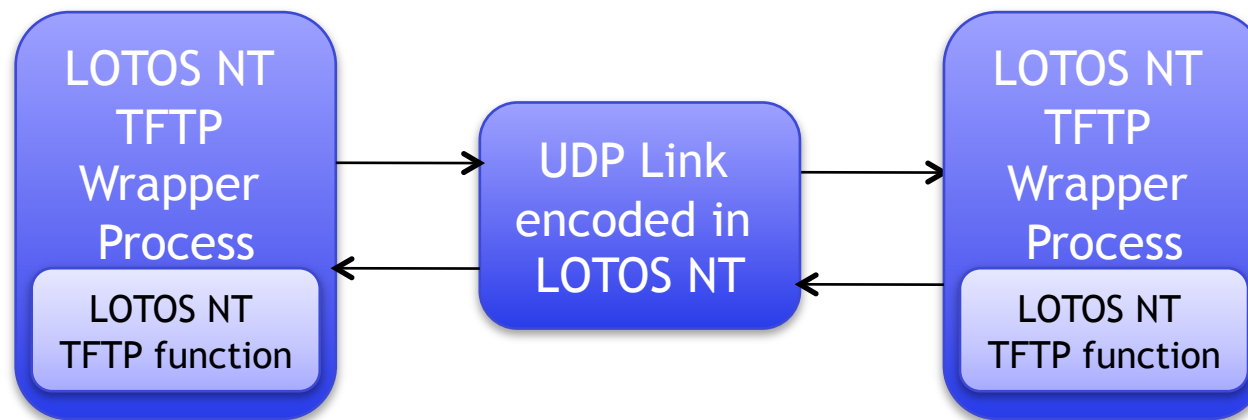 LOTOS NT
TFTP
Wrapper
Process
LOTOS NT
TFTP function
UDP Link
encoded in
LOTOS NT
LOTOS NT
TFTP
Wrapper
Process
LOTOS NT
TFTP function